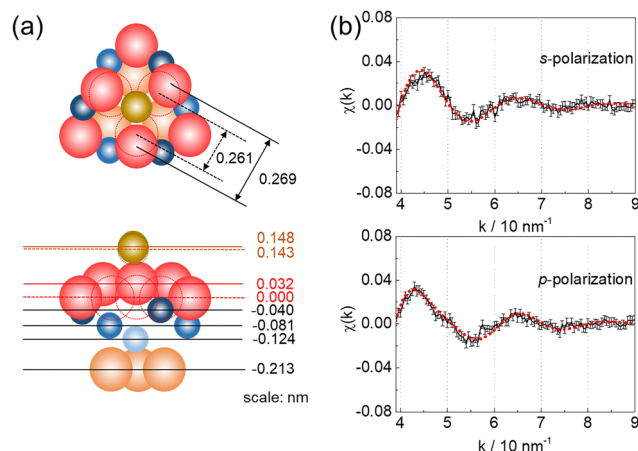 (a)
0.261
0.269
0.148
0.143
0.032
0.000
-0.040
-0.081
-0.124
-0.213
scale: nm
(b)
0.08
0.04
0.00
-0.04
-0.08
χ(k)
s-polarization
4 5 6 7 8 9
k / 10 nm⁻¹
0.08
0.04
0.00
-0.04
-0.08
χ(k)
p-polarization
4 5 6 7 8 9
k / 10 nm⁻¹